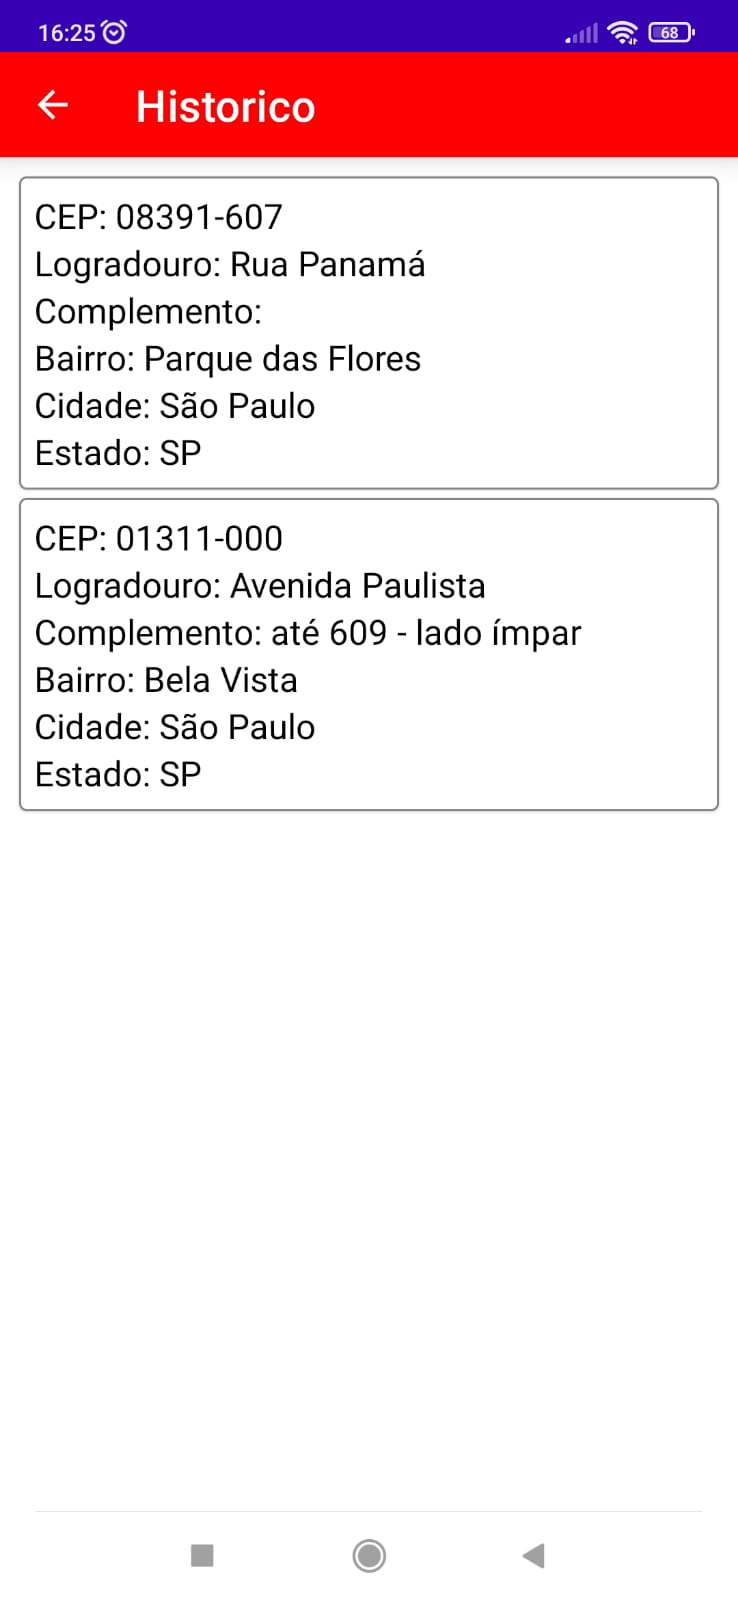 16:25
68
Historico
CEP: 08391-607
Logradouro: Rua Panamá
Complemento:
Bairro: Parque das Flores
Cidade: São Paulo
Estado: SP
CEP: 01311-000
Logradouro: Avenida Paulista
Complemento: até 609 - lado ímpar
Bairro: Bela Vista
Cidade: São Paulo
Estado: SP